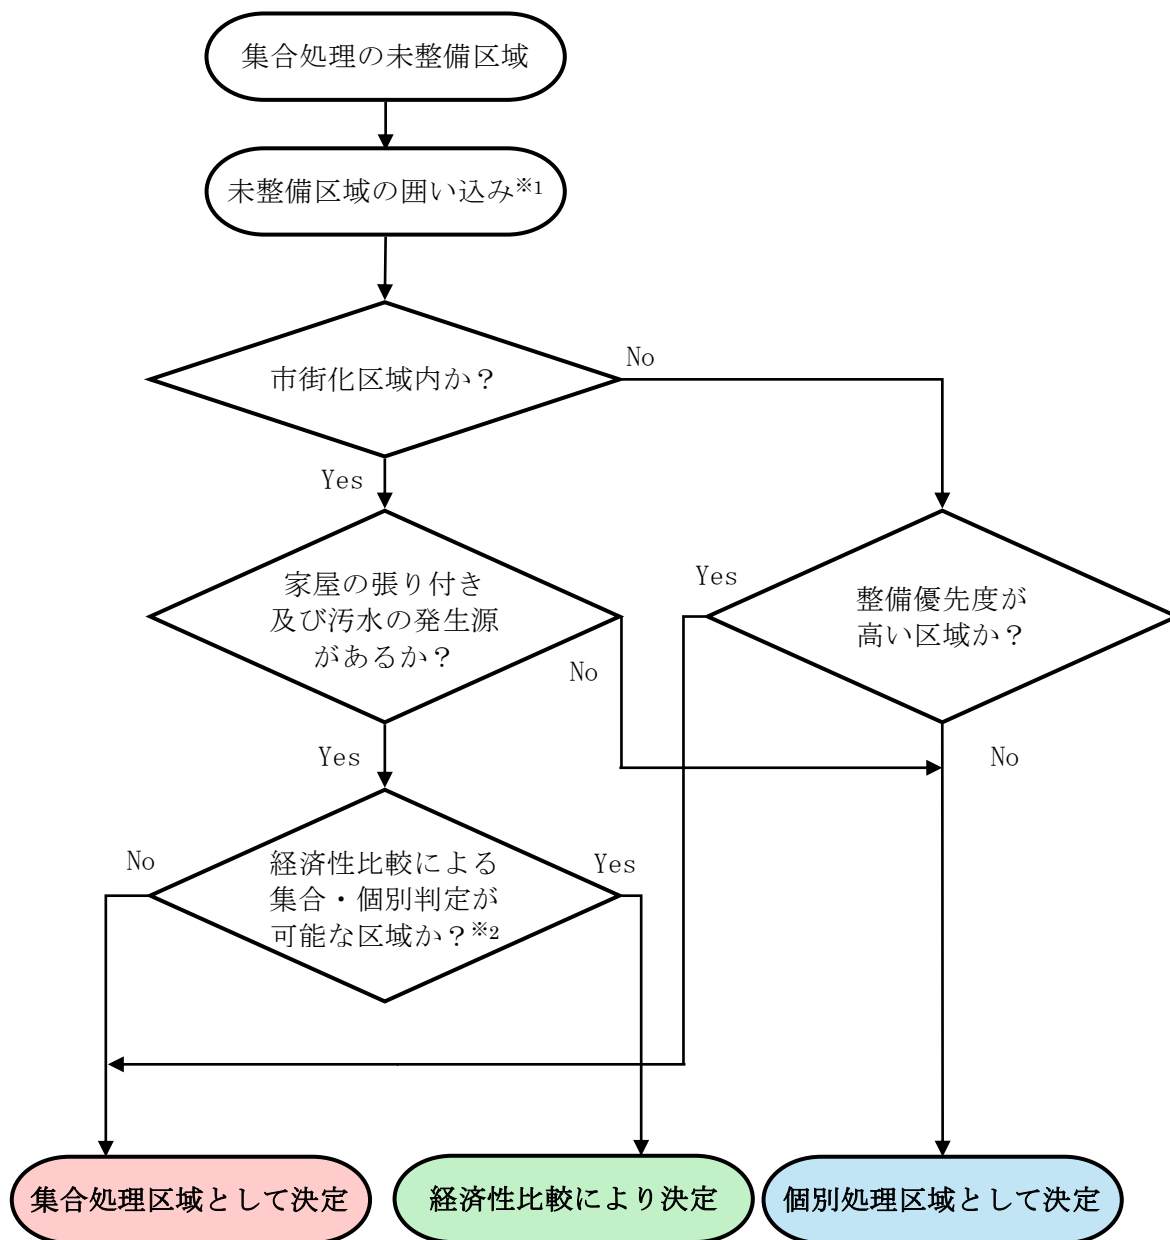 集合処理の未整備区域
未整備区域の囲い込み※1
市街化区域内か？
No
Yes
家屋の張り付き
及び汚水の発生源
があるか？
No
Yes
整備優先度が
高い区域か？
Yes
No
経済性比較による
集合・個別判定が
可能な区域か？※2
No
Yes
集合処理区域として決定
経済性比較により決定
個別処理区域として決定